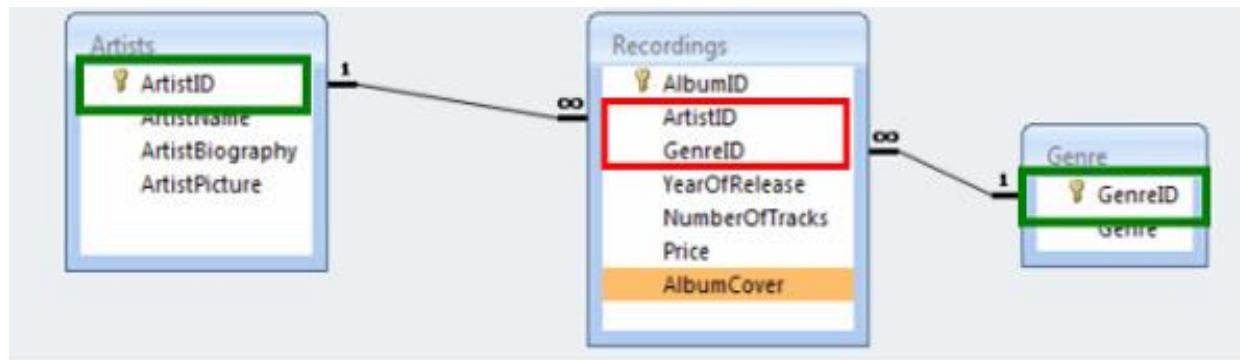 Artists
ArtistID
ArtistName
ArtistBiography
ArtistPicture
1
∞
Recordings
AlbumID
ArtistID
GenreID
YearOfRelease
NumberOfTracks
Price
AlbumCover
∞
1
Genre
GenreID
Genre